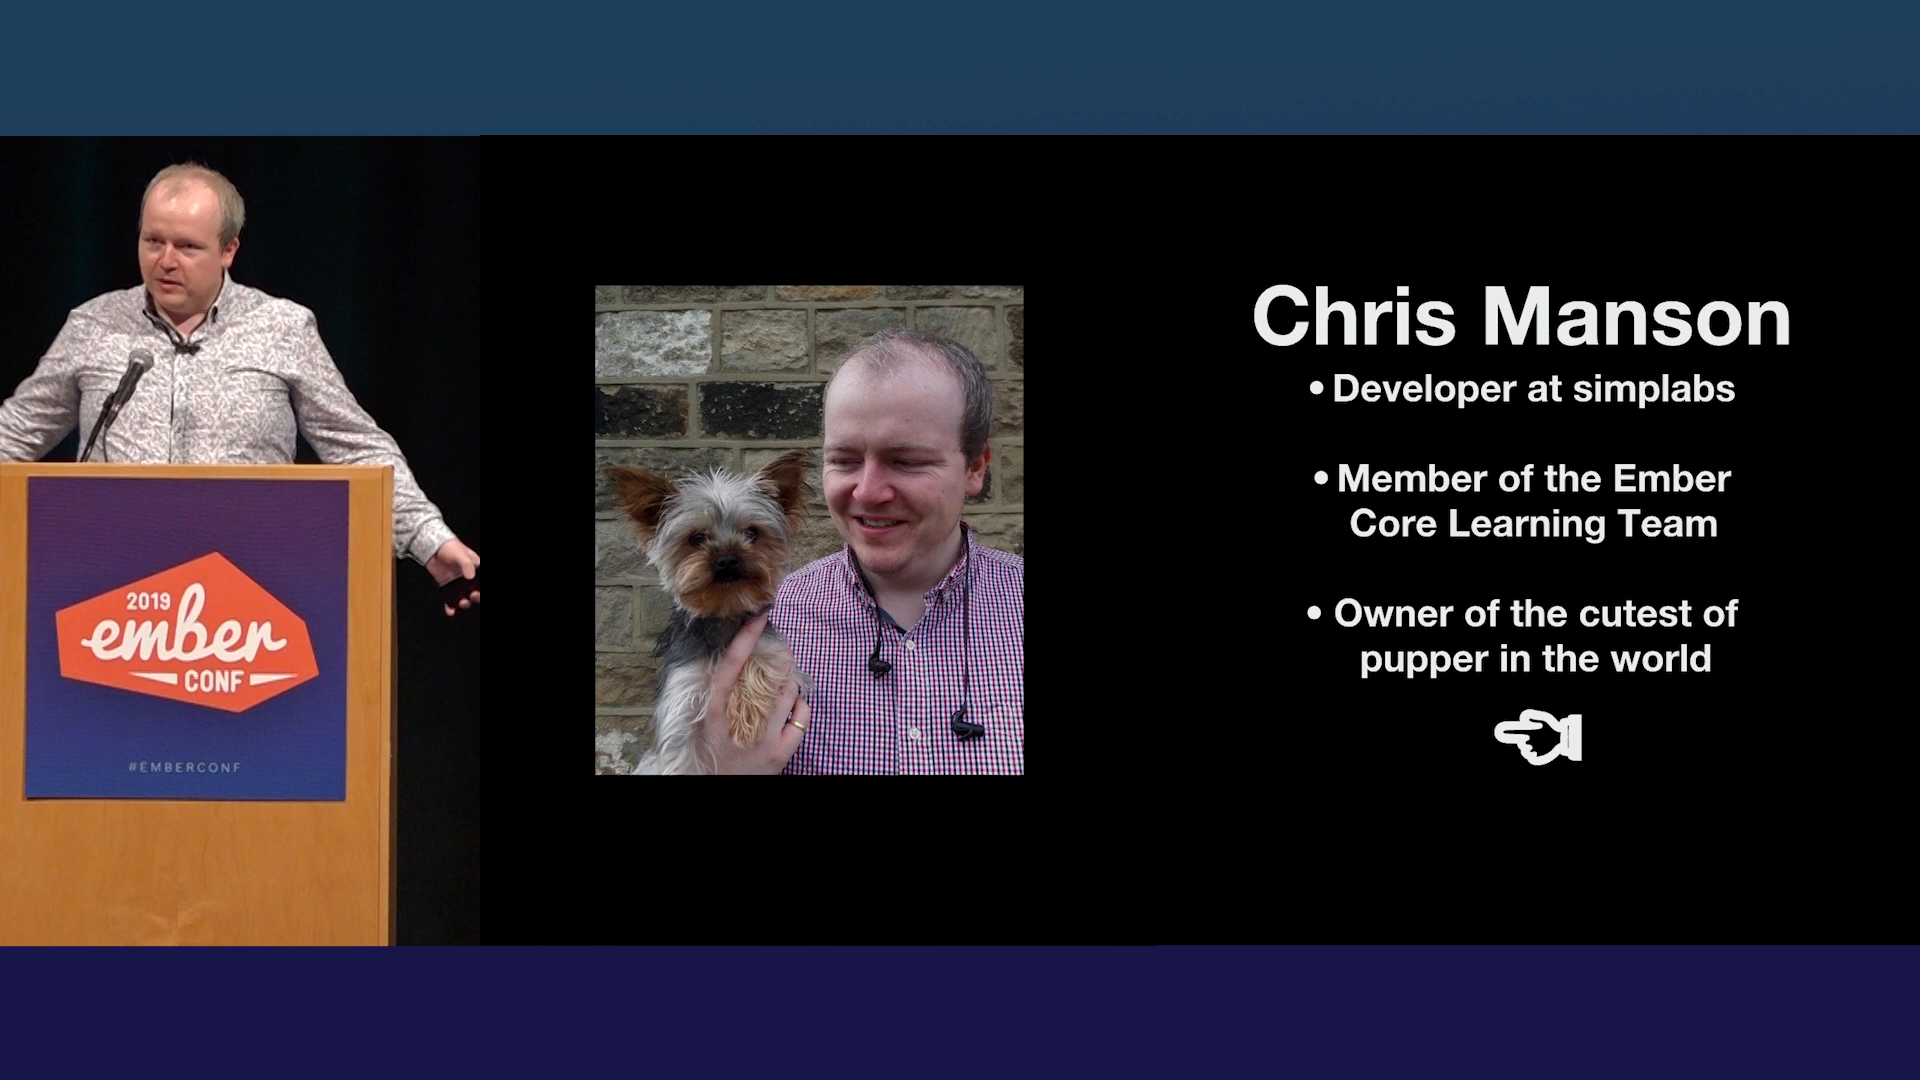 2019
ember
CONF
#EMBERCONF
Chris Manson
• Developer at simplabs
• Member of the Ember
Core Learning Team
• Owner of the cutest of
pupper in the world